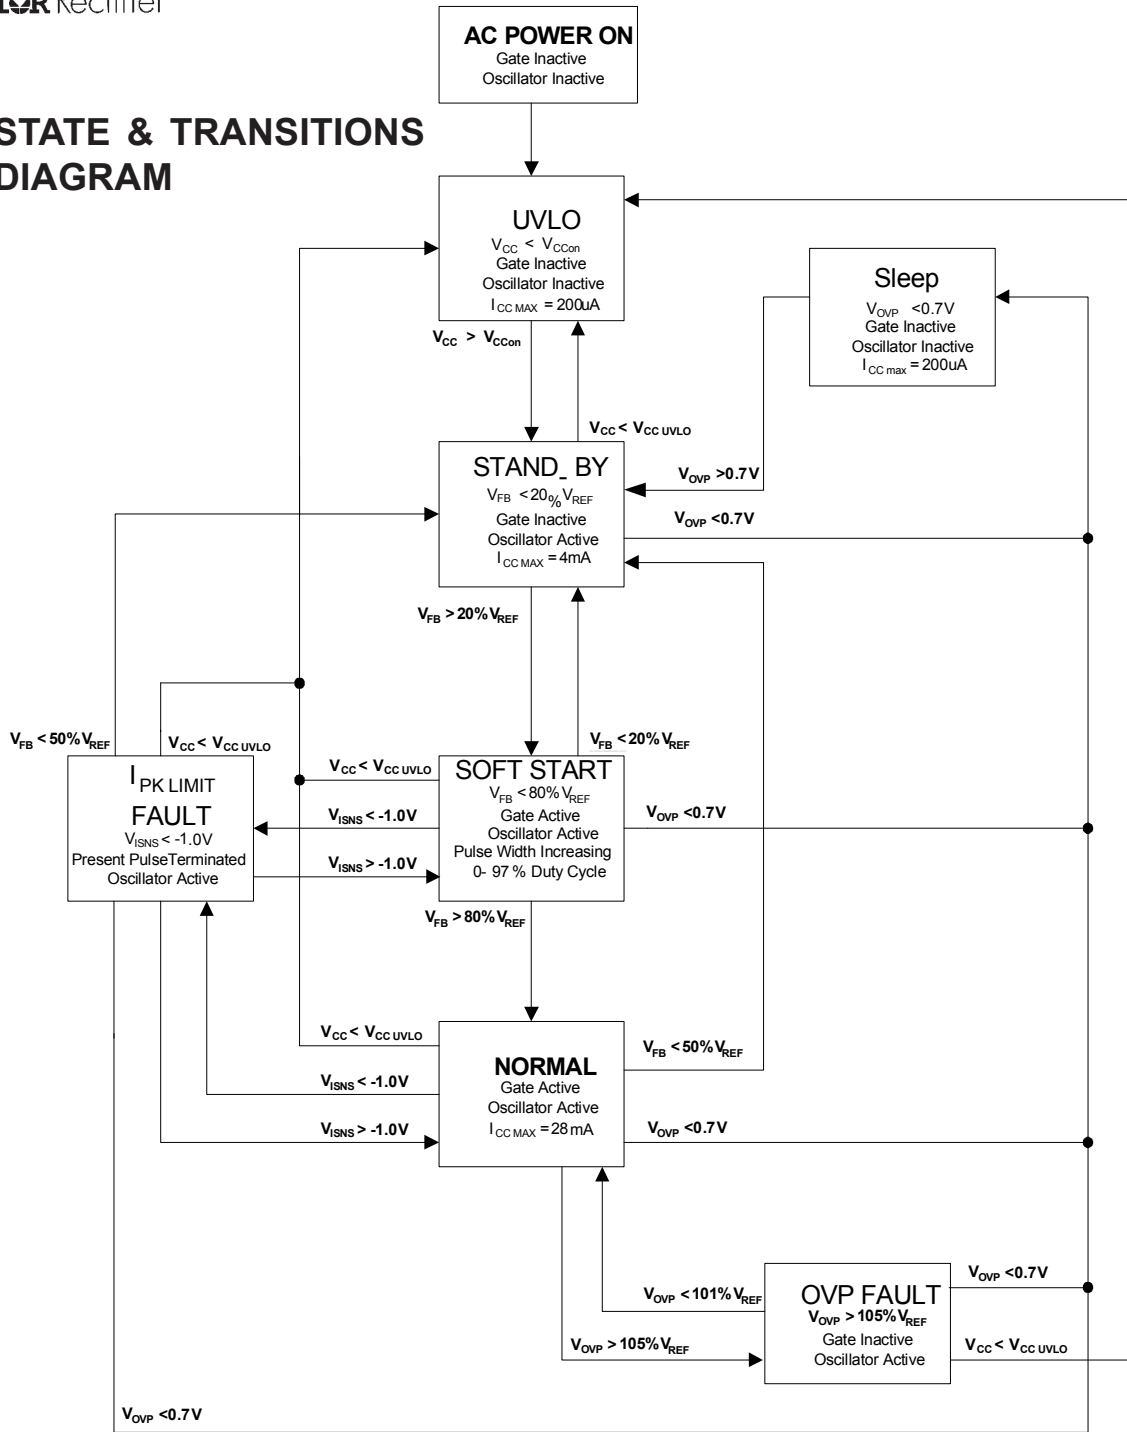 IOR Rectifier
STATE & TRANSITIONS
DIAGRAM
AC POWER ON
Gate Inactive
Oscillator Inactive
UVLO
VCC < VCCon
Gate Inactive
Oscillator Inactive
ICC MAX = 200uA
VCC > VCCon
Sleep
VOVP <0.7V
Gate Inactive
Oscillator Inactive
ICC max = 200uA
VCC < VCC UVLO
STAND_ BY
VFB <20% VREF
Gate Inactive
Oscillator Active
ICC MAX = 4mA
VOVP >0.7V
VOVP <0.7V
VFB > 20% VREF
VFB < 50% VREF
VCC < VCC UVLO
VFB < 20% VREF
IPK LIMIT
FAULT
VISNS < -1.0V
Present PulseTerminated
Oscillator Active
VCC < VCC UVLO
VISNS < -1.0V
VISNS > -1.0V
SOFT START
VFB < 80% VREF
Gate Active
Oscillator Active
Pulse Width Increasing
0- 97 % Duty Cycle
VOVP <0.7V
VFB > 80% VREF
VCC < VCC UVLO
VISNS < -1.0V
VISNS > -1.0V
NORMAL
Gate Active
Oscillator Active
ICC MAX = 28mA
VFB < 50% VREF
VOVP <0.7V
VOVP < 101% VREF
VOVP > 105% VREF
OVP FAULT
VOVP > 105% VREF
Gate Inactive
Oscillator Active
VOVP <0.7V
VCC < VCC UVLO
VOVP <0.7V